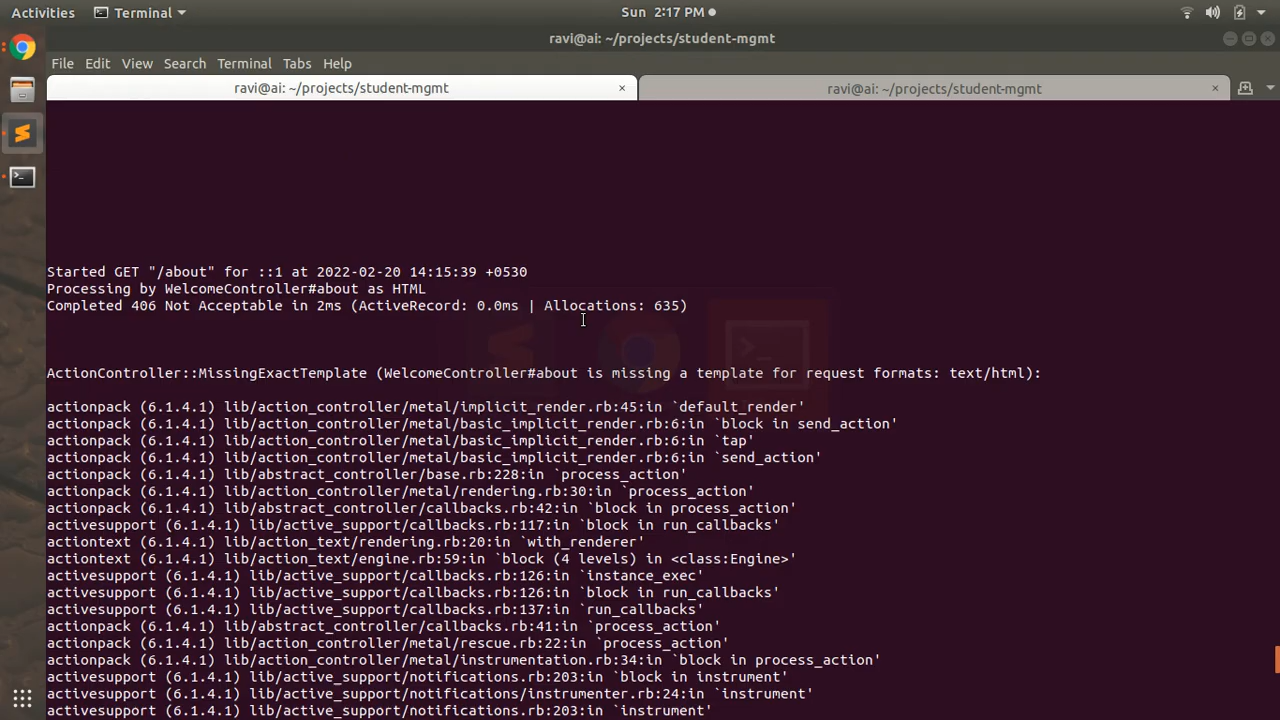 Activities Terminal Sun 2:17 PM
ravi@ai: ~/projects/student-mgmt
File Edit View Search Terminal Tabs Help
ravi@ai: ~/projects/student-mgmt × ravi@ai: ~/projects/student-mgmt ×
Started GET "/about" for ::1 at 2022-02-20 14:15:39 +0530
Processing by WelcomeController#about as HTML
Completed 406 Not Acceptable in 2ms (ActiveRecord: 0.0ms | Allocations: 635)
ActionController::MissingExactTemplate (WelcomeController#about is missing a template for request formats: text/html):
actionpack (6.1.4.1) lib/action_controller/metal/implicit_render.rb:45:in `default_render'
actionpack (6.1.4.1) lib/action_controller/metal/basic_implicit_render.rb:6:in `block in send_action'
actionpack (6.1.4.1) lib/action_controller/metal/basic_implicit_render.rb:6:in `tap'
actionpack (6.1.4.1) lib/action_controller/metal/basic_implicit_render.rb:6:in `send_action'
actionpack (6.1.4.1) lib/abstract_controller/base.rb:228:in `process_action'
actionpack (6.1.4.1) lib/action_controller/metal/rendering.rb:30:in `process_action'
actionpack (6.1.4.1) lib/abstract_controller/callbacks.rb:42:in `block in process_action'
activesupport (6.1.4.1) lib/active_support/callbacks.rb:117:in `block in run_callbacks'
actiontext (6.1.4.1) lib/action_text/rendering.rb:20:in `with_renderer'
actiontext (6.1.4.1) lib/action_text/engine.rb:59:in `block (4 levels) in <class:Engine>'
activesupport (6.1.4.1) lib/active_support/callbacks.rb:126:in `instance_exec'
activesupport (6.1.4.1) lib/active_support/callbacks.rb:126:in `block in run_callbacks'
activesupport (6.1.4.1) lib/active_support/callbacks.rb:137:in `run_callbacks'
actionpack (6.1.4.1) lib/abstract_controller/callbacks.rb:41:in `process_action'
actionpack (6.1.4.1) lib/action_controller/metal/rescue.rb:22:in `process_action'
actionpack (6.1.4.1) lib/action_controller/metal/instrumentation.rb:34:in `block in process_action'
activesupport (6.1.4.1) lib/active_support/notifications.rb:203:in `block in instrument'
activesupport (6.1.4.1) lib/active_support/notifications/instrumenter.rb:24:in `instrument'
activesupport (6.1.4.1) lib/active_support/notifications.rb:203:in `instrument'